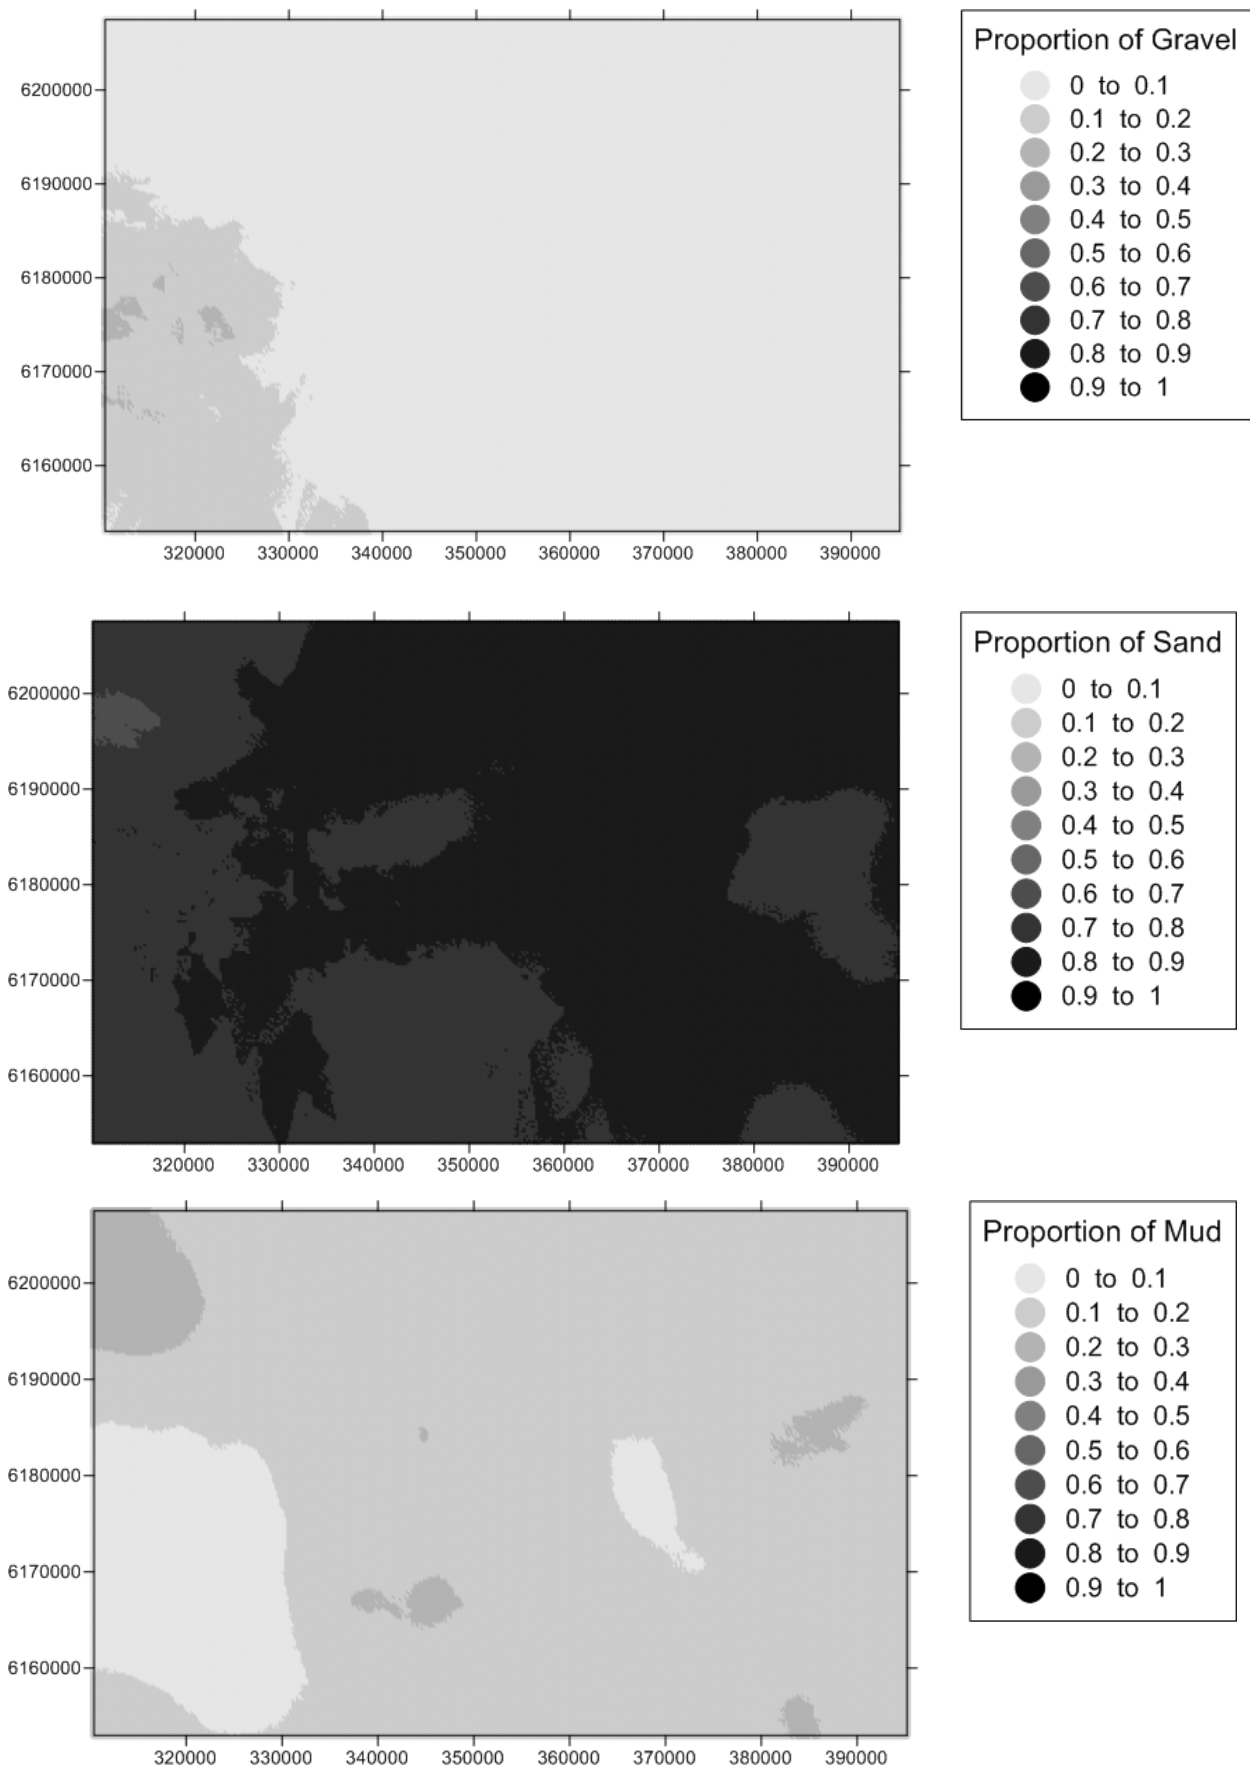 Proportion of Gravel
0 to 0.1
0.1 to 0.2
0.2 to 0.3
0.3 to 0.4
0.4 to 0.5
0.5 to 0.6
0.6 to 0.7
0.7 to 0.8
0.8 to 0.9
0.9 to 1
6200000
6190000
6180000
6170000
6160000
320000 330000 340000 350000 360000 370000 380000 390000
Proportion of Sand
0 to 0.1
0.1 to 0.2
0.2 to 0.3
0.3 to 0.4
0.4 to 0.5
0.5 to 0.6
0.6 to 0.7
0.7 to 0.8
0.8 to 0.9
0.9 to 1
6200000
6190000
6180000
6170000
6160000
320000 330000 340000 350000 360000 370000 380000 390000
Proportion of Mud
0 to 0.1
0.1 to 0.2
0.2 to 0.3
0.3 to 0.4
0.4 to 0.5
0.5 to 0.6
0.6 to 0.7
0.7 to 0.8
0.8 to 0.9
0.9 to 1
6200000
6190000
6180000
6170000
6160000
320000 330000 340000 350000 360000 370000 380000 390000